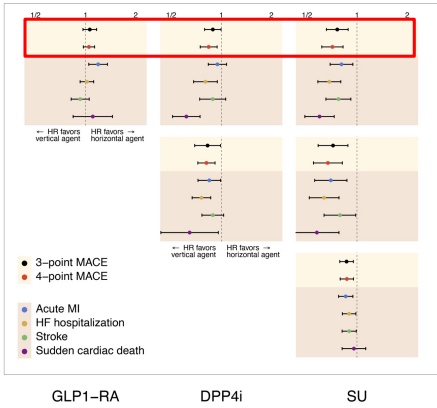 1/2 1 2 1/2 1 2 1/2 1 2
← HR favors HR favors →
vertical agent horizontal agent
← HR favors HR favors →
vertical agent horizontal agent
3−point MACE
4−point MACE
Acute MI
HF hospitalization
Stroke
Sudden cardiac death
GLP1−RA DPP4i SU